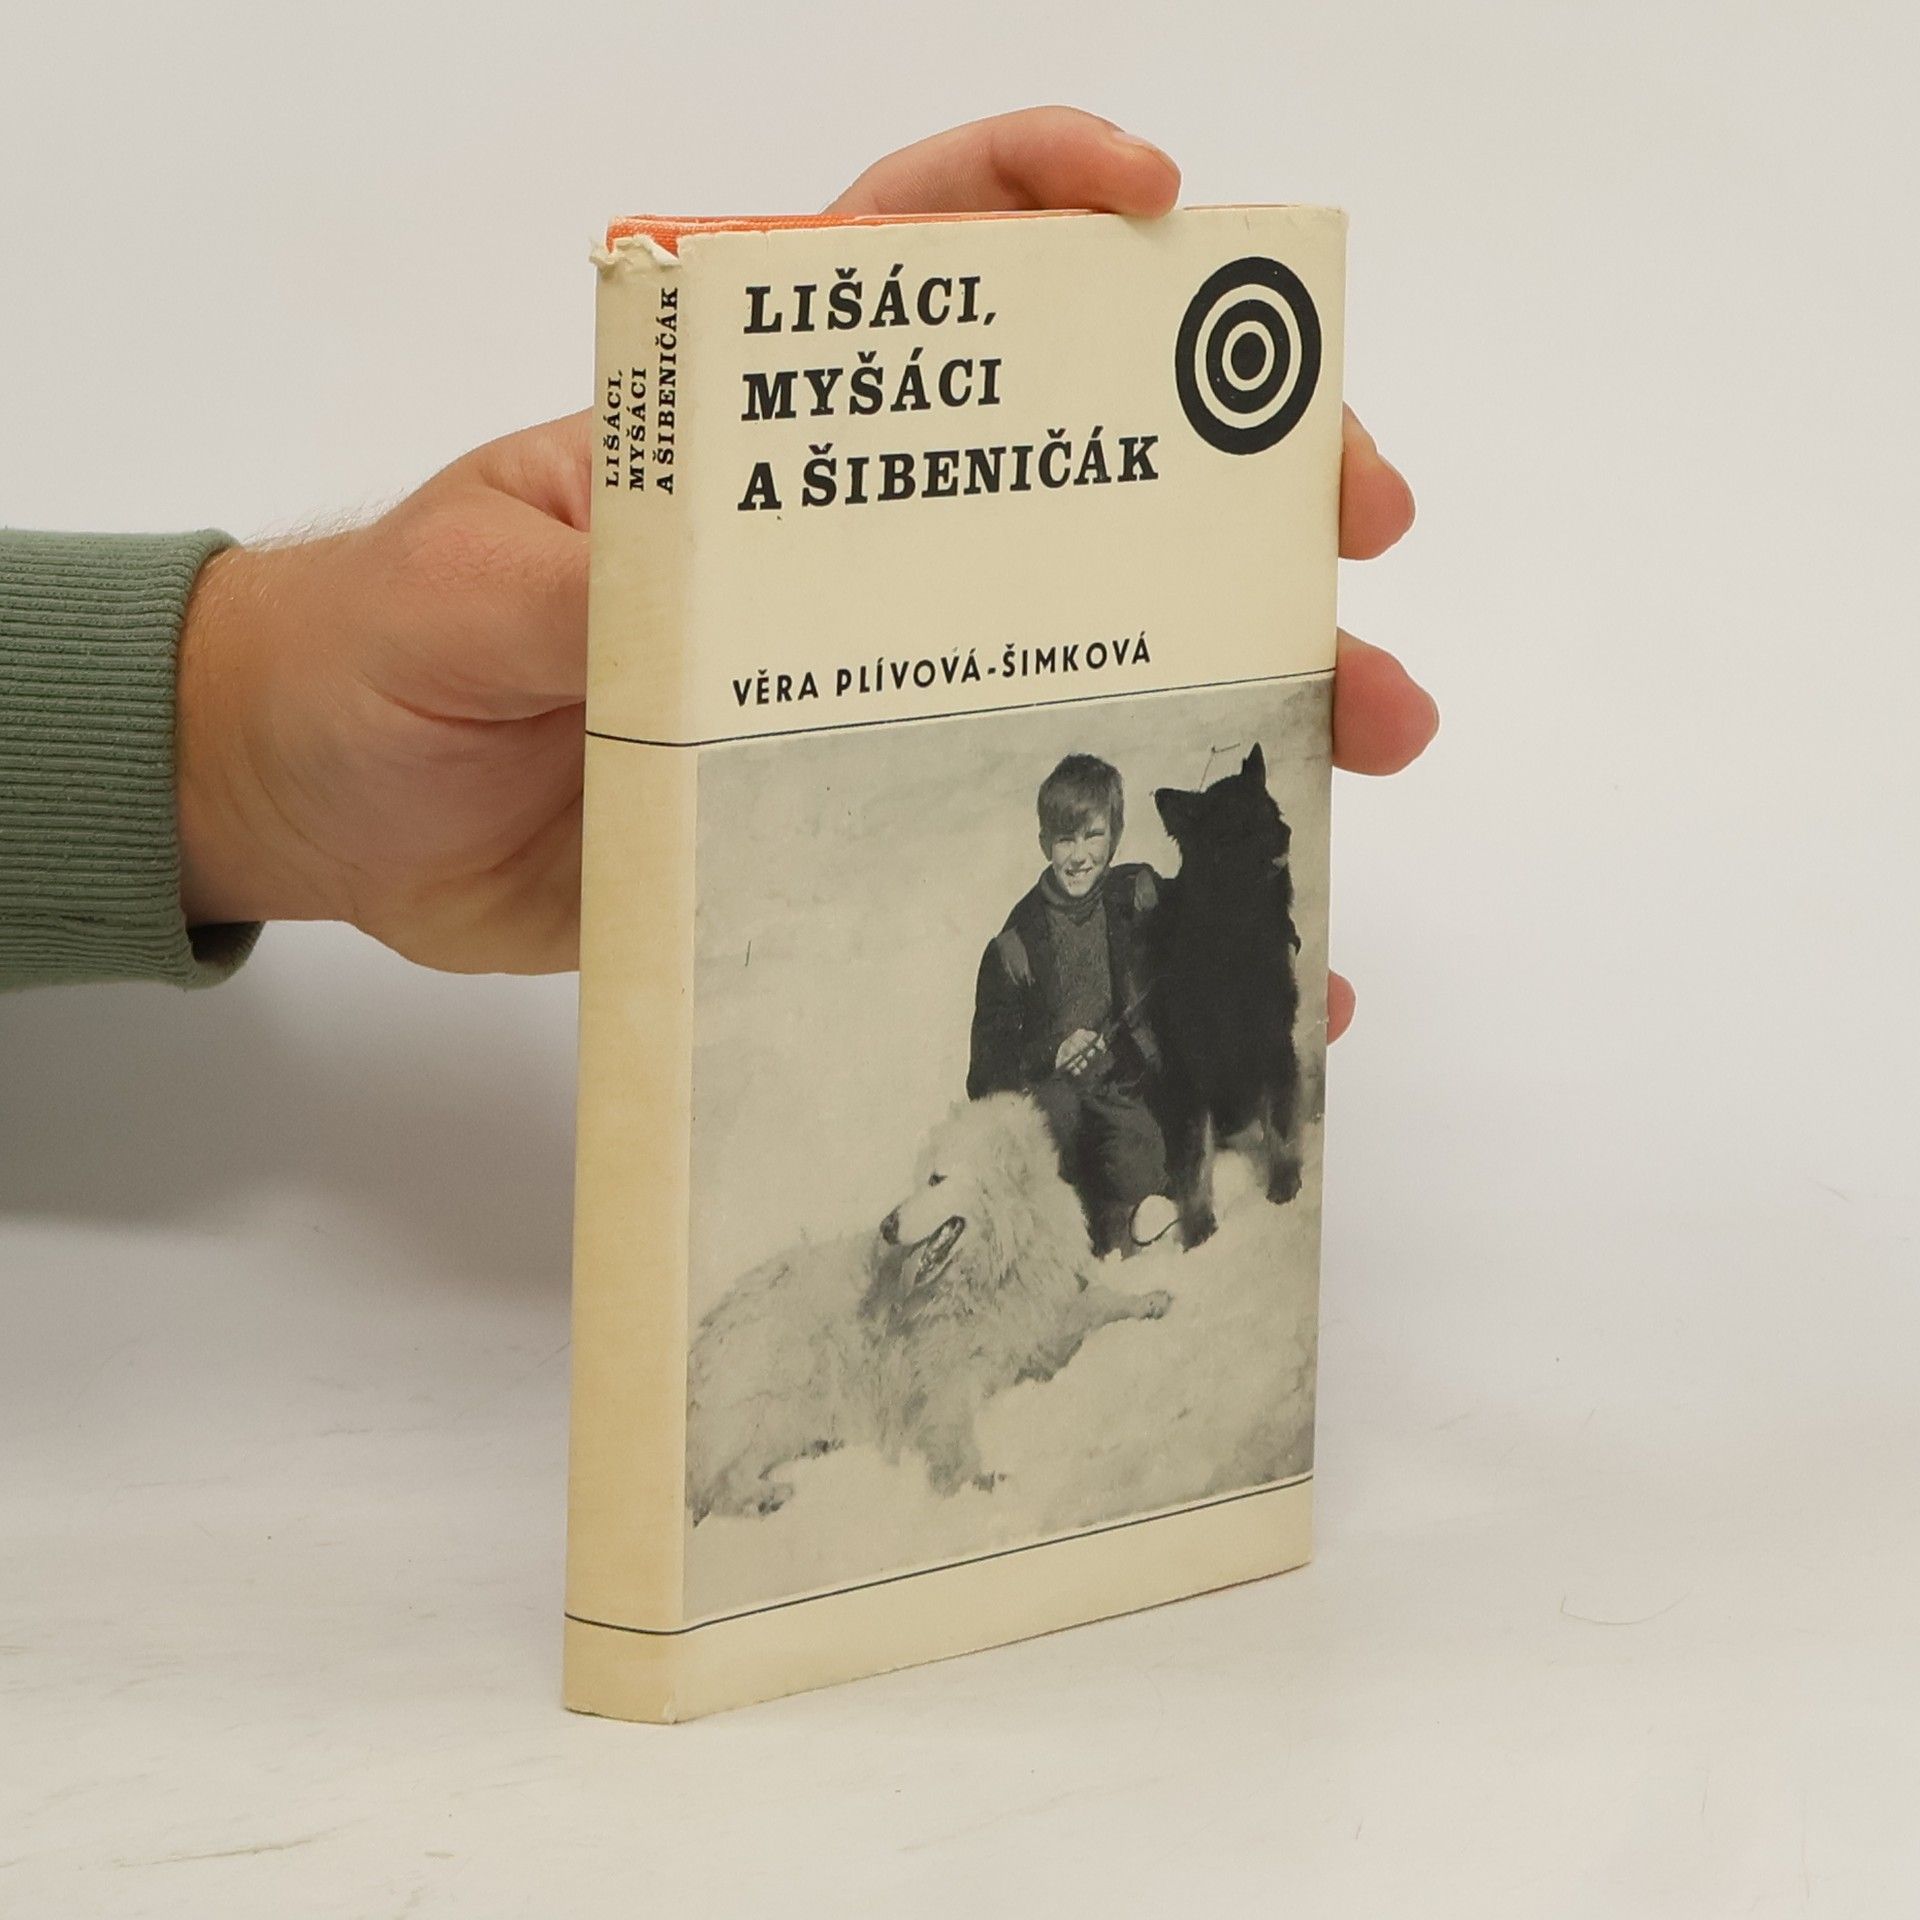 LIŠÁCI,
MYŠÁCI
A ŠIBENIČÁK
LIŠÁCI,
MYŠÁCI
A ŠIBENIČÁK
VĚRA PLÍVOVÁ-ŠIMKOVÁ